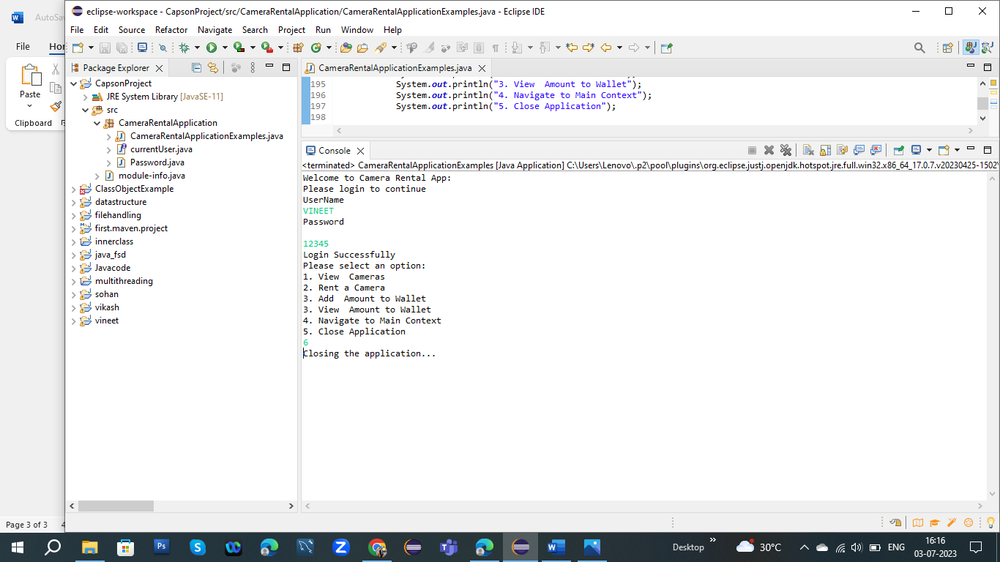 AutoSav
File
Hon
Paste
Clipboard
Page 3 of 3
eclipse-workspace - CapsonProject/src/CameraRentalApplication/CameraRentalApplicationExamples.java - Eclipse IDE
File Edit Source Refactor Navigate Search Project Run Window Help
Package Explorer
CapsonProject
JRE System Library [JavaSE-11]
src
CameraRentalApplication
CameraRentalApplicationExamples.java
currentUser.java
Password.java
module-info.java
ClassObjectExample
datastructure
filehandling
first.maven.project
innerclass
java_fsd
Javacode
multithreading
sohan
vikash
vineet
CameraRentalApplicationExamples.java
195 System.out.println("3. View  Amount to Wallet");
196 System.out.println("4. Navigate to Main Context");
197 System.out.println("5. Close Application");
198
Console
<terminated> CameraRentalApplicationExamples [Java Application] C:\Users\Lenovo\.p2\pool\plugins\org.eclipse.justj.openjdk.hotspot.jre.full.win32.x86_64_17.0.7.v20230425-1502\
Welcome to Camera Rental App:
Please login to continue
UserName
VINEET
Password
12345
Login Successfully
Please select an option:
1. View  Cameras
2. Rent a Camera
3. Add  Amount to Wallet
3. View  Amount to Wallet
4. Navigate to Main Context
5. Close Application
6
Closing the application...
Desktop
30°C
ENG
16:16
03-07-2023